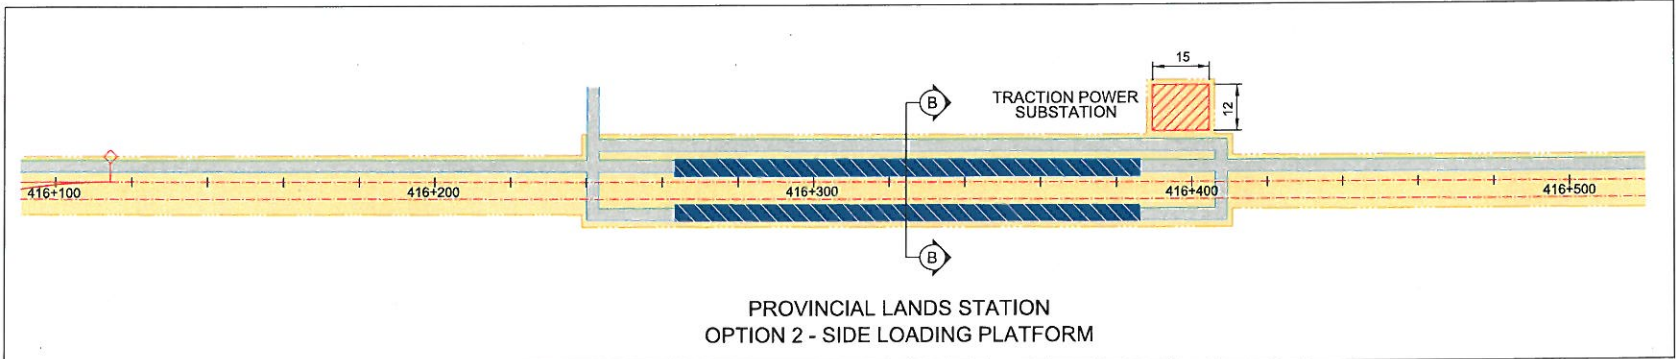 15
B
TRACTION POWER
SUBSTATION
12
416+100
416+200
416+300
416+400
416+500
B
PROVINCIAL LANDS STATION
OPTION 2 - SIDE LOADING PLATFORM